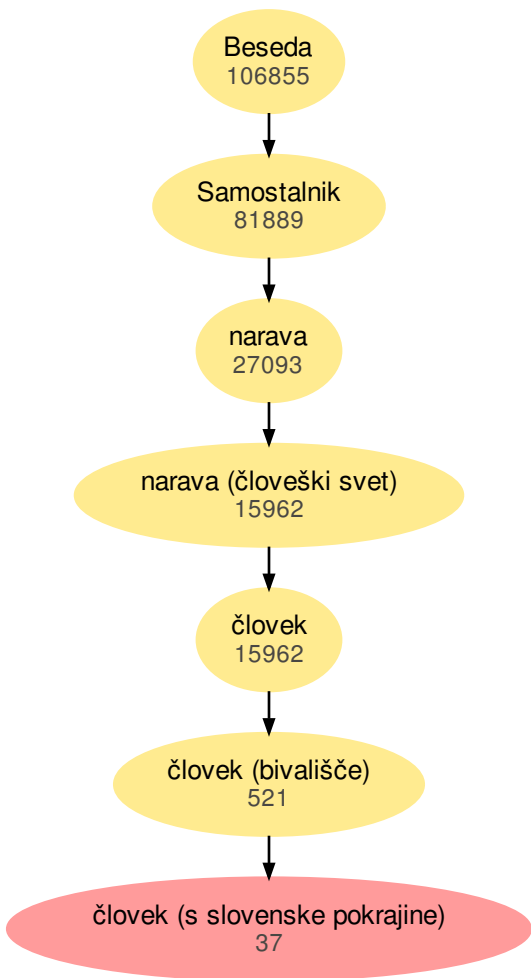 Beseda
106855
Samostalnik
81889
narava
27093
narava (človeški svet)
15962
človek
15962
človek (bivališče)
521
človek (s slovenske pokrajine)
37